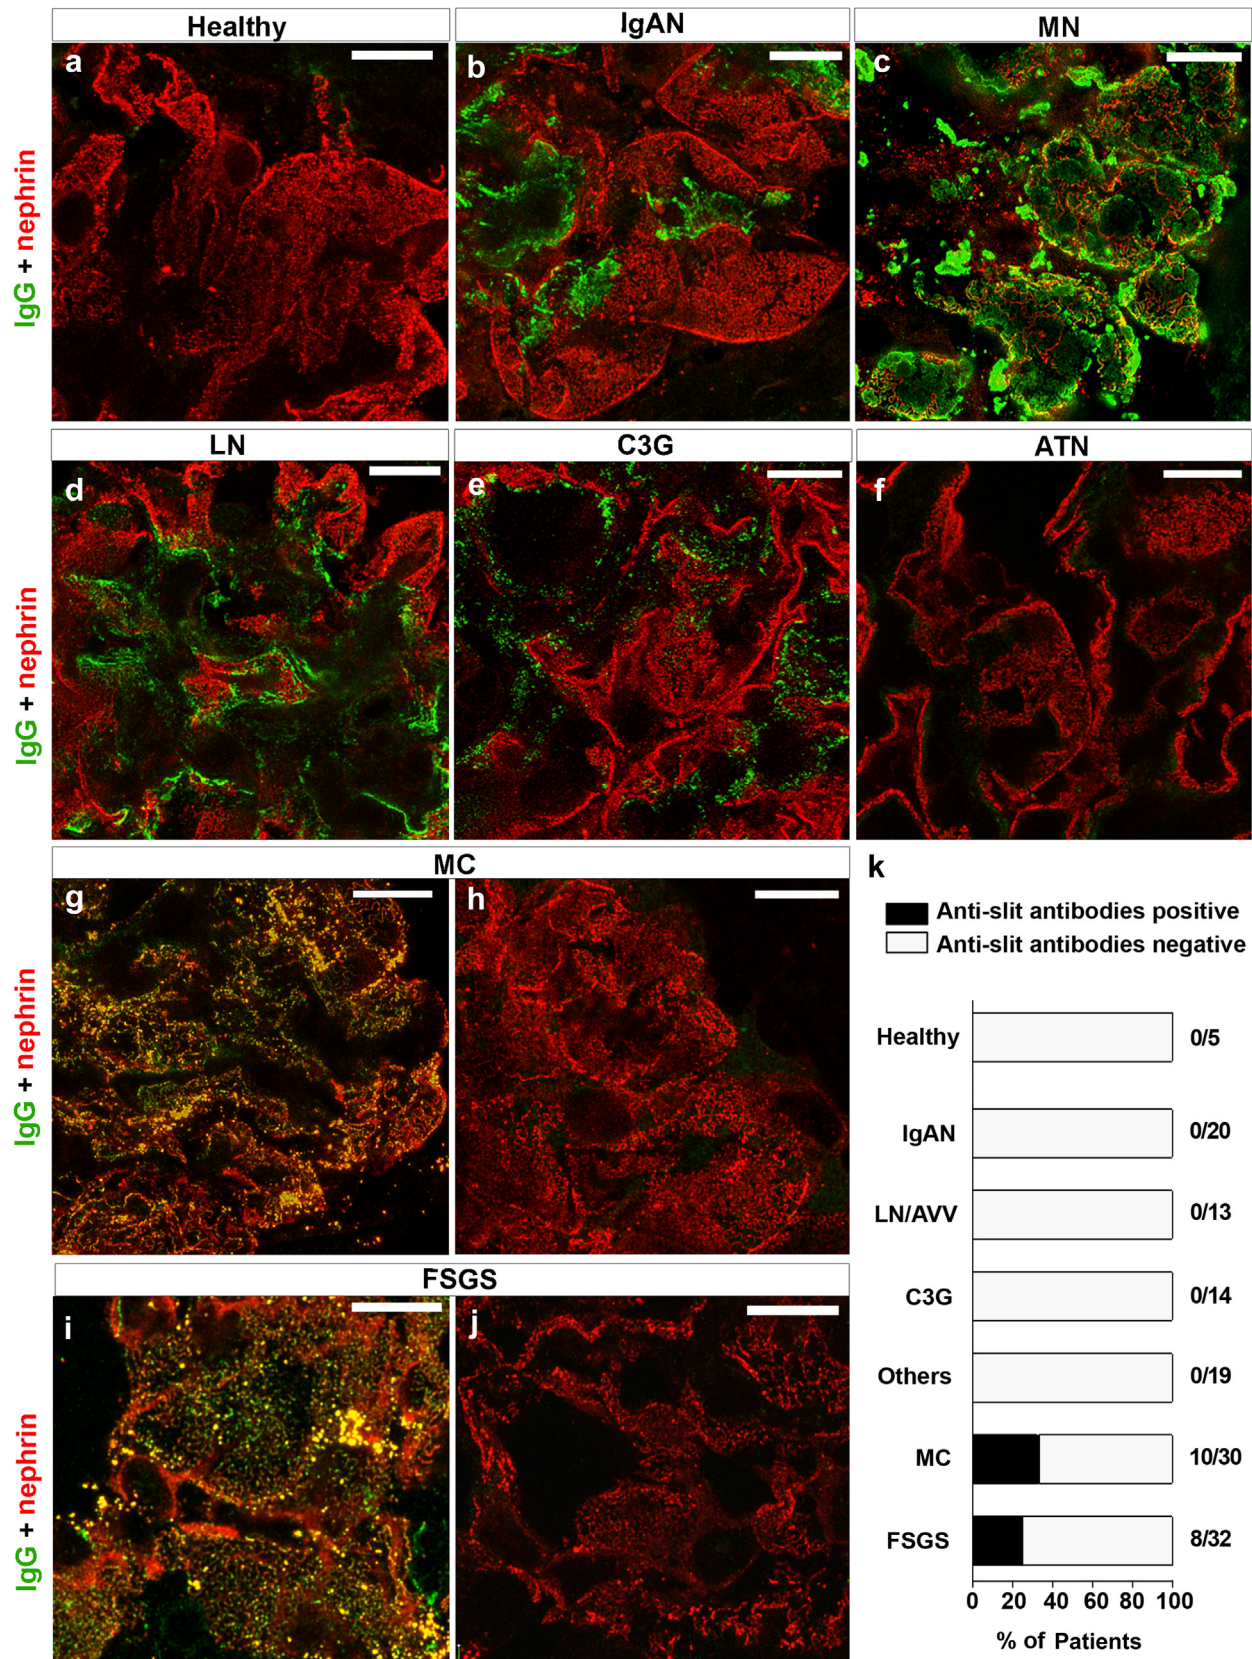 Healthy
IgAN
MN
a
b
c
IgG + nephrin
LN
C3G
ATN
d
e
f
IgG + nephrin
MC
g
h
IgG + nephrin
FSGS
i
j
IgG + nephrin
k
Anti-slit antibodies positive
Anti-slit antibodies negative
Healthy 0/5
IgAN 0/20
LN/AVV 0/13
C3G 0/14
Others 0/19
MC 10/30
FSGS 8/32
0 20 40 60 80 100
% of Patients